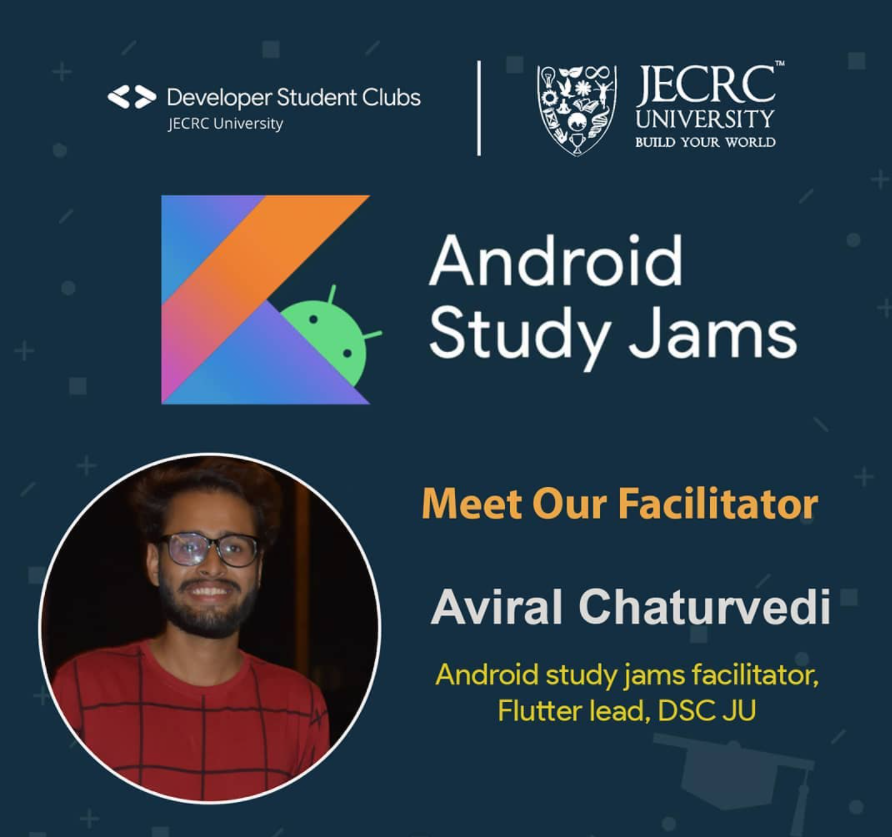 Developer Student Clubs
JECRC University
JECRC™
UNIVERSITY
BUILD YOUR WORLD
Android
Study Jams
Meet Our Facilitator
Aviral Chaturvedi
Android study jams facilitator,
Flutter lead, DSC JU